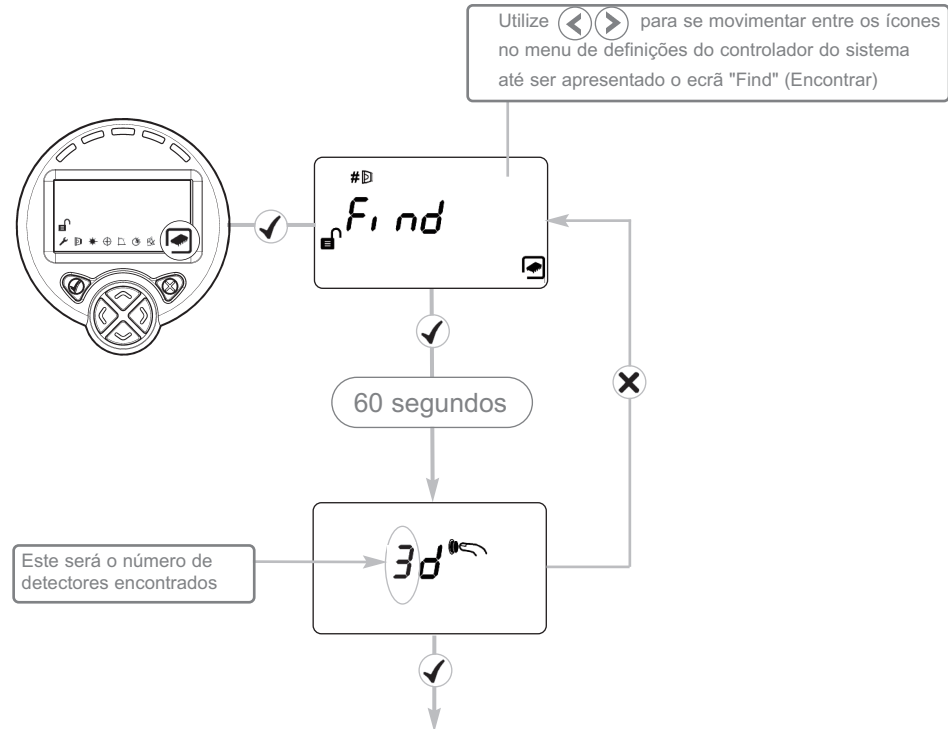 Utilize para se movimentar entre os ícones
no menu de definições do controlador do sistema
até ser apresentado o ecrã "Find" (Encontrar)
#
Find
60 segundos
3d
Este será o número de
detectores encontrados